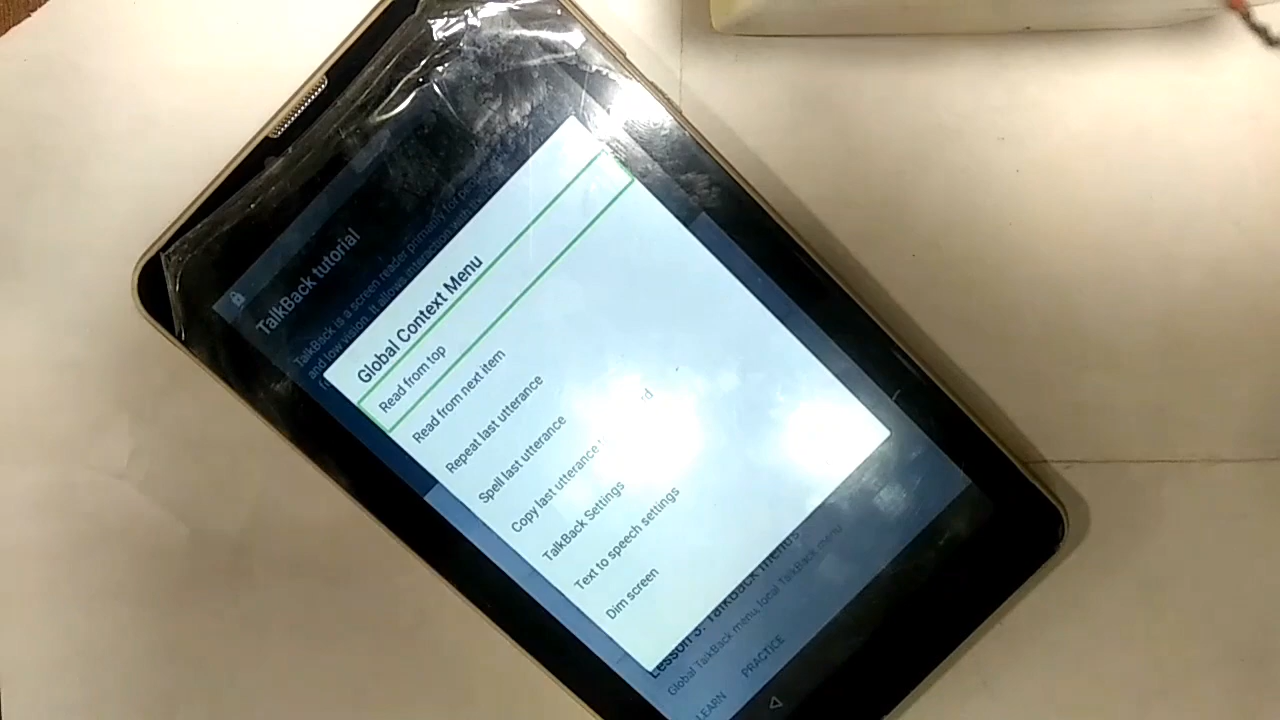 TalkBack tutorial
TalkBack is a screen reader primarily for people
and low vision. It allows interaction with its
Global Context Menu
Read from top
Read from next item
Repeat last utterance
Spell last utterance
Copy last utterance
TalkBack Settings
Text to speech settings
Dim screen
Lesson 3: TalkBack menus
Global TalkBack menu, local TalkBack menu
LEARN PRACTICE